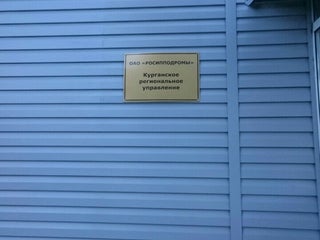 ОАО «РОСИППОДРОМЫ»
Курганское
региональное
управление